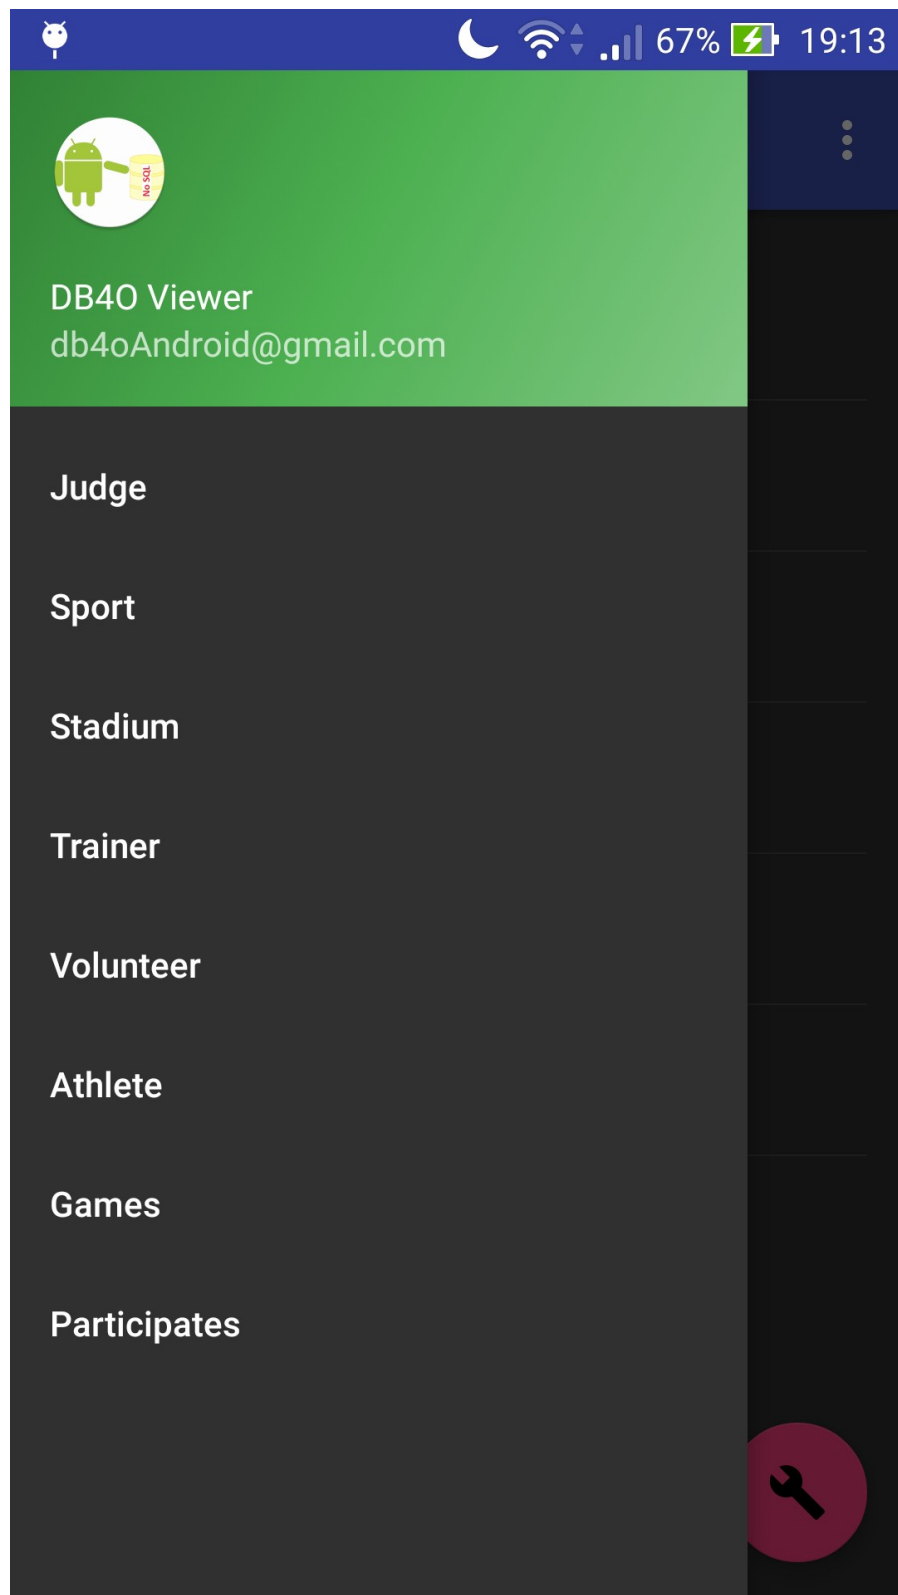 67% 19:13
No SQL
DB4O Viewer
db4oAndroid@gmail.com
Judge
Sport
Stadium
Trainer
Volunteer
Athlete
Games
Participates